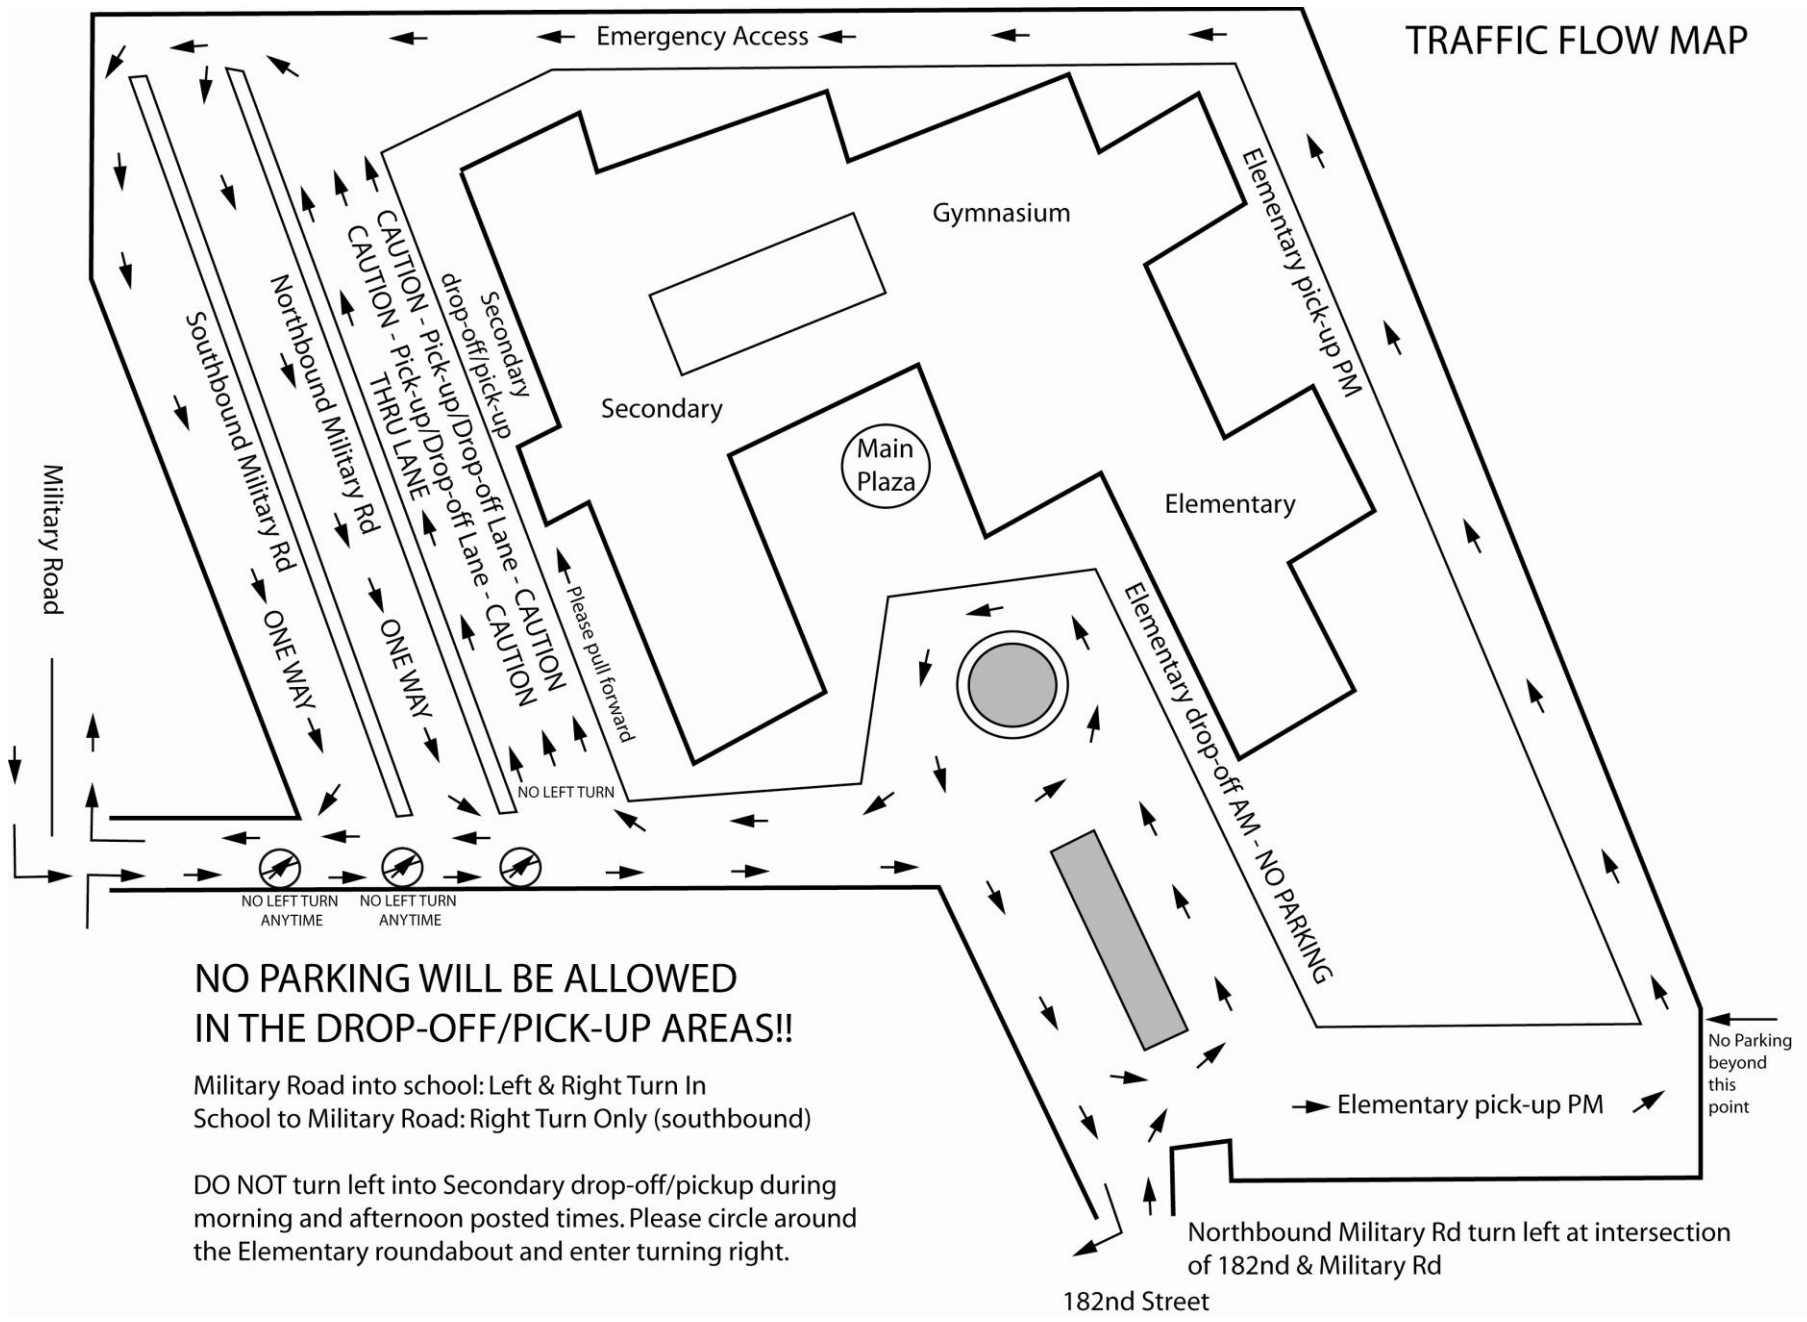 TRAFFIC FLOW MAP
Emergency Access
Gymnasium
Elementary pick-up PM
CAUTION - Pick-up/Drop-off Lane - CAUTION
CAUTION - Pick-up/Drop-off Lane - CAUTION
THRU LANE
Secondary
drop-off/pick-up
Northbound Military Rd
Southbound Military Rd
Secondary
Main
Plaza
Elementary
Military Road
ONE WAY
ONE WAY
Please pull forward
Elementary drop-off AM - NO PARKING
NO LEFT TURN
NO LEFT TURN
ANYTIME
NO LEFT TURN
ANYTIME
NO PARKING WILL BE ALLOWED
IN THE DROP-OFF/PICK-UP AREAS!!
Military Road into school: Left & Right Turn In
School to Military Road: Right Turn Only (southbound)
DO NOT turn left into Secondary drop-off/pickup during
morning and afternoon posted times. Please circle around
the Elementary roundabout and enter turning right.
No Parking
beyond
this
point
Elementary pick-up PM
Northbound Military Rd turn left at intersection
of 182nd & Military Rd
182nd Street